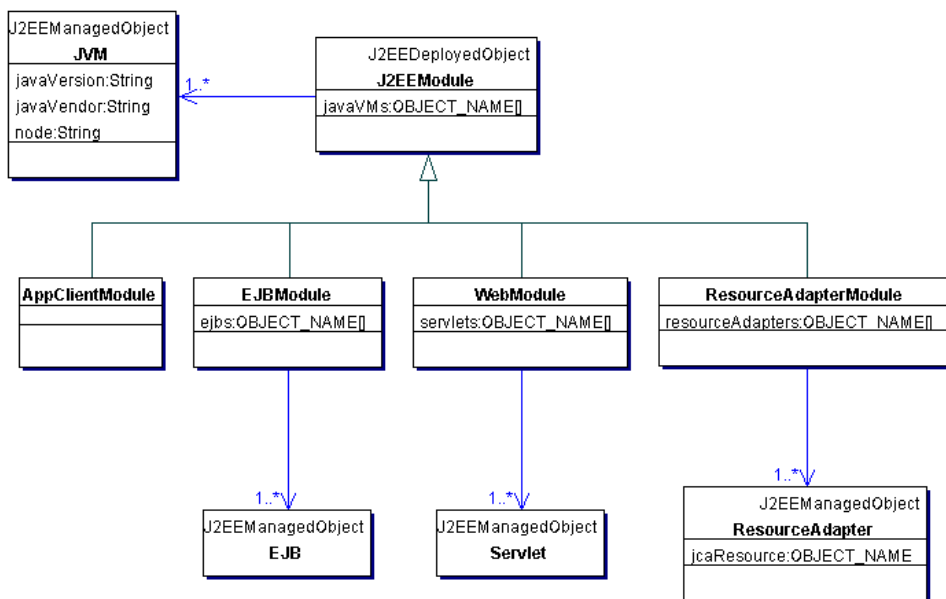 J2EEManagedObject
JVM
javaVersion:String
javaVendor:String
node:String
1..*
J2EEDeployedObject
J2EEModule
javaVMs:OBJECT_NAME[]
AppClientModule
EJBModule
ejbs:OBJECT_NAME[]
WebModule
servlets:OBJECT_NAME[]
ResourceAdapterModule
resourceAdapters:OBJECT_NAME[]
1..*
J2EEManagedObject
EJB
1..*
J2EEManagedObject
Servlet
1..*
J2EEManagedObject
ResourceAdapter
jcaResource:OBJECT_NAME